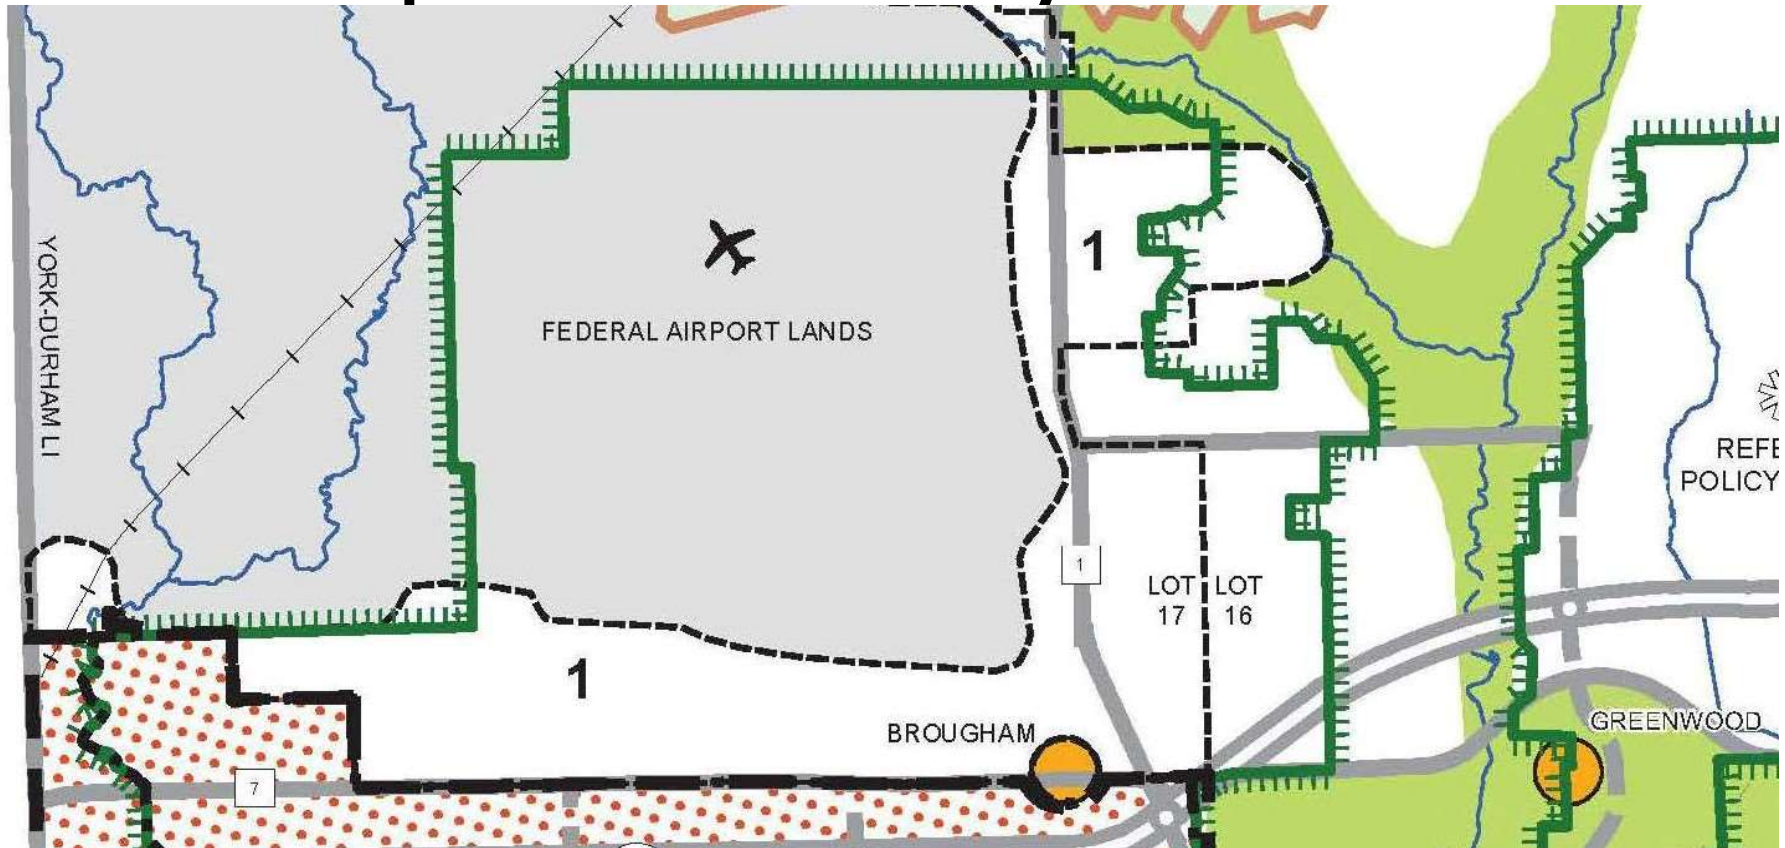 1
YORK-DURHAM LI
FEDERAL AIRPORT LANDS
REFE
POLICY
1
LOT
17
LOT
16
1
BROUGHAM
GREENWOOD
7